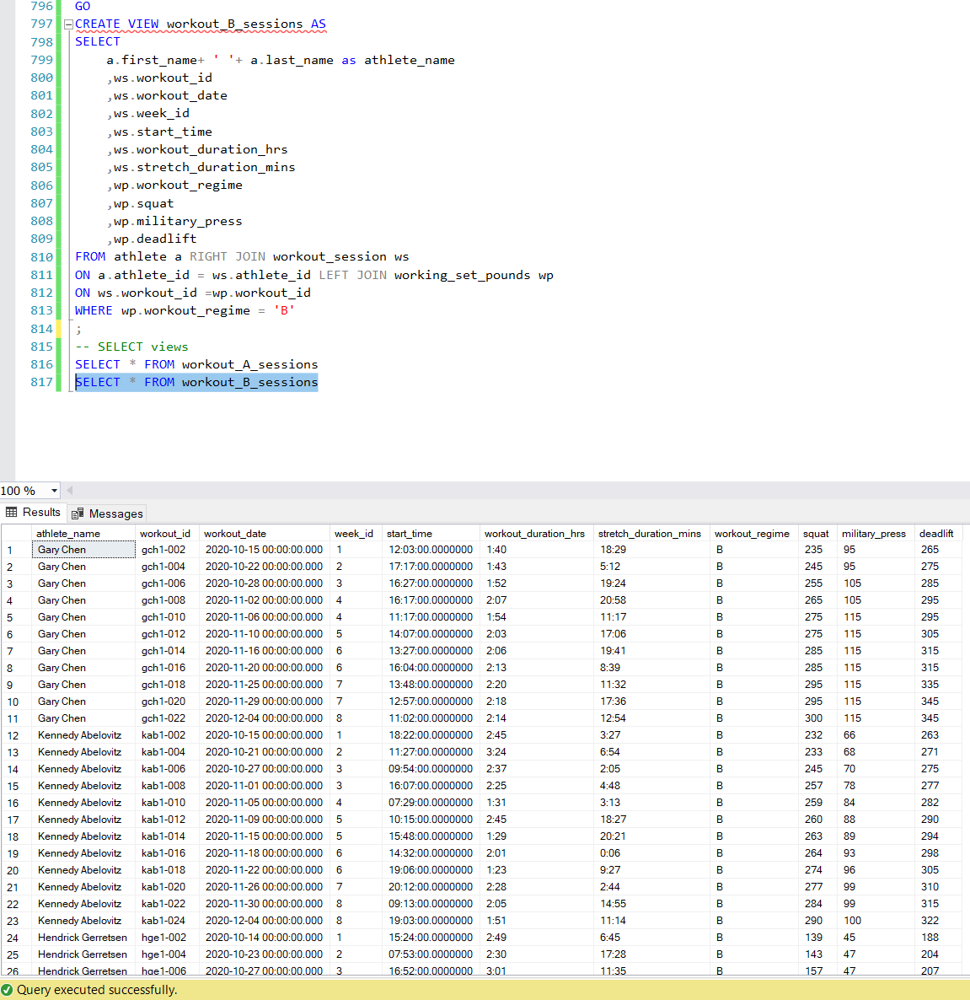 796 GO
797 CREATE VIEW workout_B_sessions AS
798 SELECT
799 a.first_name+ ' '+ a.last_name as athlete_name
800 ,ws.workout_id
801 ,ws.workout_date
802 ,ws.week_id
803 ,ws.start_time
804 ,ws.workout_duration_hrs
805 ,ws.stretch_duration_mins
806 ,wp.workout_regime
807 ,wp.squat
808 ,wp.military_press
809 ,wp.deadlift
810 FROM athlete a RIGHT JOIN workout_session ws
811 ON a.athlete_id = ws.athlete_id LEFT JOIN working_set_pounds wp
812 ON ws.workout_id =wp.workout_id
813 WHERE wp.workout_regime = 'B'
814 ;
815 -- SELECT views
816 SELECT * FROM workout_A_sessions
817 SELECT * FROM workout_B_sessions
100 %
Results Messages
athlete_name workout_id workout_date week_id start_time workout_duration_hrs stretch_duration_mins workout_regime squat military_press deadlift
1 Gary Chen gch1-002 2020-10-15 00:00:00.000 1 12:03:00.0000000 1:40 18:29 B 235 95 265
2 Gary Chen gch1-004 2020-10-22 00:00:00.000 2 17:17:00.0000000 1:43 5:12 B 245 95 275
3 Gary Chen gch1-006 2020-10-28 00:00:00.000 3 16:27:00.0000000 1:52 19:24 B 255 105 285
4 Gary Chen gch1-008 2020-11-02 00:00:00.000 4 16:17:00.0000000 2:07 20:58 B 265 105 295
5 Gary Chen gch1-010 2020-11-06 00:00:00.000 4 11:17:00.0000000 1:54 11:17 B 275 115 295
6 Gary Chen gch1-012 2020-11-10 00:00:00.000 5 14:07:00.0000000 2:03 17:06 B 275 115 305
7 Gary Chen gch1-014 2020-11-16 00:00:00.000 6 13:27:00.0000000 2:06 19:41 B 285 115 315
8 Gary Chen gch1-016 2020-11-20 00:00:00.000 6 16:04:00.0000000 2:13 8:39 B 285 115 315
9 Gary Chen gch1-018 2020-11-25 00:00:00.000 7 13:48:00.0000000 2:20 11:32 B 295 115 335
10 Gary Chen gch1-020 2020-11-29 00:00:00.000 7 12:57:00.0000000 2:18 17:36 B 295 115 345
11 Gary Chen gch1-022 2020-12-04 00:00:00.000 8 11:02:00.0000000 2:14 12:54 B 300 115 345
12 Kennedy Abelovitz kab1-002 2020-10-15 00:00:00.000 1 18:22:00.0000000 2:45 3:27 B 232 66 263
13 Kennedy Abelovitz kab1-004 2020-10-21 00:00:00.000 2 11:27:00.0000000 3:24 6:54 B 233 68 271
14 Kennedy Abelovitz kab1-006 2020-10-27 00:00:00.000 3 09:54:00.0000000 2:37 2:05 B 245 70 275
15 Kennedy Abelovitz kab1-008 2020-11-01 00:00:00.000 3 16:07:00.0000000 2:25 4:48 B 257 78 277
16 Kennedy Abelovitz kab1-010 2020-11-05 00:00:00.000 4 07:29:00.0000000 1:31 3:13 B 259 84 282
17 Kennedy Abelovitz kab1-012 2020-11-09 00:00:00.000 5 10:15:00.0000000 2:45 18:27 B 260 88 290
18 Kennedy Abelovitz kab1-014 2020-11-15 00:00:00.000 5 15:48:00.0000000 1:29 20:21 B 263 89 294
19 Kennedy Abelovitz kab1-016 2020-11-18 00:00:00.000 6 14:32:00.0000000 2:01 0:06 B 264 93 298
20 Kennedy Abelovitz kab1-018 2020-11-22 00:00:00.000 6 19:06:00.0000000 1:23 9:27 B 274 96 305
21 Kennedy Abelovitz kab1-020 2020-11-26 00:00:00.000 7 20:12:00.0000000 2:28 2:44 B 277 99 310
22 Kennedy Abelovitz kab1-022 2020-11-30 00:00:00.000 8 09:13:00.0000000 2:05 14:55 B 284 99 315
23 Kennedy Abelovitz kab1-024 2020-12-04 00:00:00.000 8 19:03:00.0000000 1:51 11:14 B 290 100 322
24 Hendrick Gerretsen hge1-002 2020-10-14 00:00:00.000 1 15:24:00.0000000 2:49 6:45 B 139 45 188
25 Hendrick Gerretsen hge1-004 2020-10-23 00:00:00.000 2 07:53:00.0000000 2:30 17:28 B 143 47 204
26 Hendrick Gerretsen hge1-006 2020-10-27 00:00:00.000 3 16:52:00.0000000 3:01 11:35 B 157 47 207
Query executed successfully.